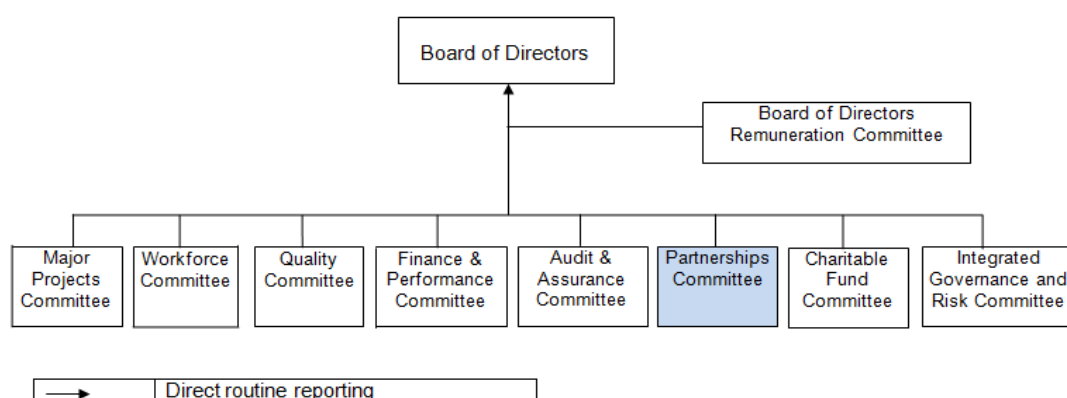 Board of Directors
Board of Directors
Remuneration Committee
Major
Projects
Committee
Workforce
Committee
Quality
Committee
Finance &
Performance
Committee
Audit &
Assurance
Committee
Partnerships
Committee
Charitable
Fund
Committee
Integrated
Governance and
Risk Committee
Direct routine reporting